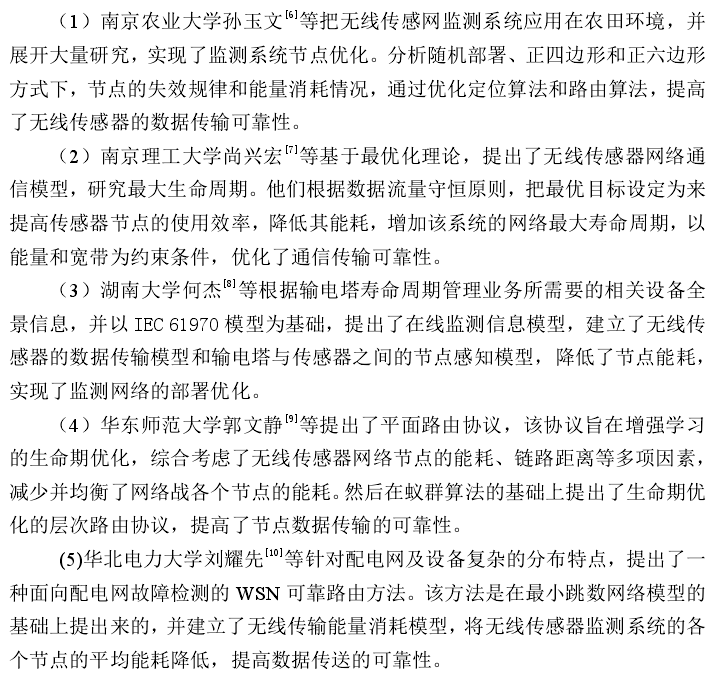 （1）南京农业大学孙玉文[6]等把无线传感网监测系统应用在农田环境，并
展开大量研究，实现了监测系统节点优化。分析随机部署、正四边形和正六边形
方式下，节点的失效规律和能量消耗情况，通过优化定位算法和路由算法，提高
了无线传感器的数据传输可靠性。
（2）南京理工大学尚兴宏[7]等基于最优化理论，提出了无线传感器网络通
信模型，研究最大生命周期。他们根据数据流量守恒原则，把最优目标设定为来
提高传感器节点的使用效率，降低其能耗，增加该系统的网络最大寿命周期，以
能量和宽带为约束条件，优化了通信传输可靠性。
（3）湖南大学何杰[8]等根据输电塔寿命周期管理业务所需要的相关设备全
景信息，并以 IEC 61970 模型为基础，提出了在线监测信息模型，建立了无线传
感器的数据传输模型和输电塔与传感器之间的节点感知模型，降低了节点能耗，
实现了监测网络的部署优化。
（4）华东师范大学郭文静[9]等提出了平面路由协议，该协议旨在增强学习
的生命期优化，综合考虑了无线传感器网络节点的能耗、链路距离等多项因素，
减少并均衡了网络战各个节点的能耗。然后在蚁群算法的基础上提出了生命期优
化的层次路由协议，提高了节点数据传输的可靠性。
(5)华北电力大学刘耀先[10]等针对配电网及设备复杂的分布特点，提出了一
种面向配电网故障检测的 WSN 可靠路由方法。该方法是在最小跳数网络模型的
基础上提出来的，并建立了无线传输能量消耗模型，将无线传感器监测系统的各
个节点的平均能耗降低，提高数据传送的可靠性。